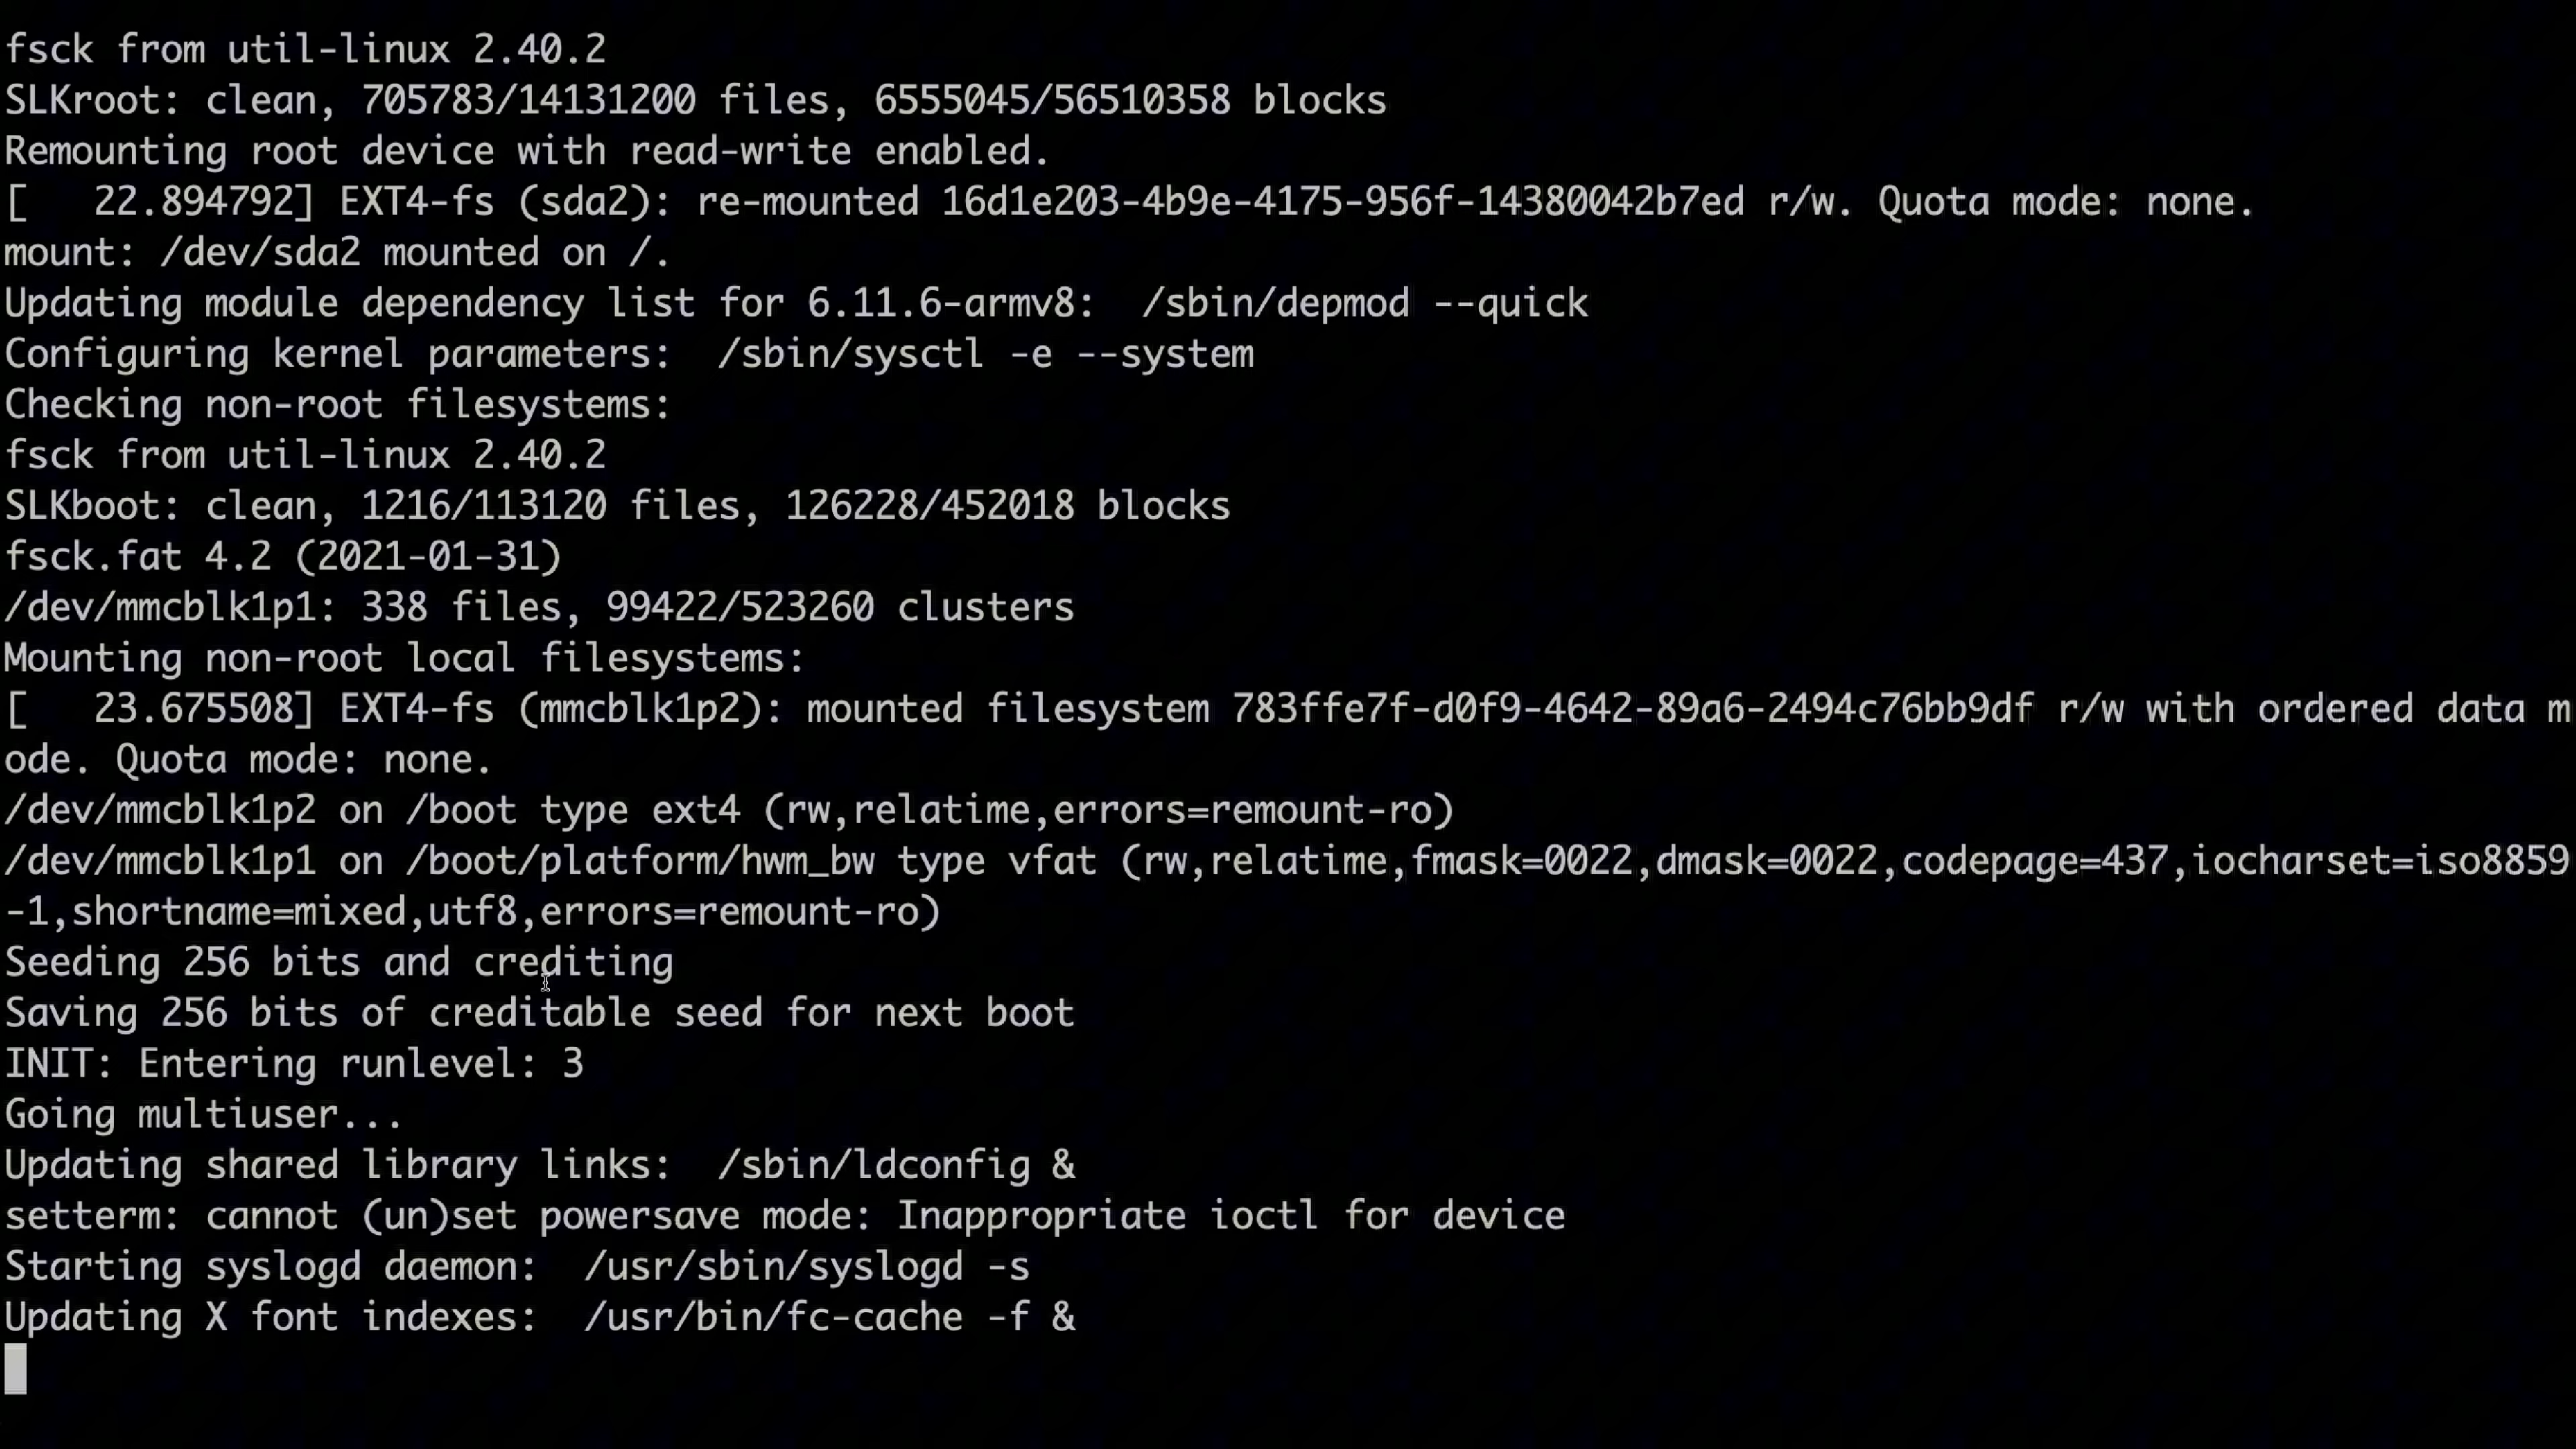 fsck from util-linux 2.40.2
SLKroot: clean, 705783/14131200 files, 6555045/56510358 blocks
Remounting root device with read-write enabled.
[   22.894792] EXT4-fs (sda2): re-mounted 16d1e203-4b9e-4175-956f-14380042b7ed r/w. Quota mode: none.
mount: /dev/sda2 mounted on /.
Updating module dependency list for 6.11.6-armv8:  /sbin/depmod --quick
Configuring kernel parameters:  /sbin/sysctl -e --system
Checking non-root filesystems:
fsck from util-linux 2.40.2
SLKboot: clean, 1216/113120 files, 126228/452018 blocks
fsck.fat 4.2 (2021-01-31)
/dev/mmcblk1p1: 338 files, 99422/523260 clusters
Mounting non-root local filesystems:
[   23.675508] EXT4-fs (mmcblk1p2): mounted filesystem 783ffe7f-d0f9-4642-89a6-2494c76bb9df r/w with ordered data m
ode. Quota mode: none.
/dev/mmcblk1p2 on /boot type ext4 (rw,relatime,errors=remount-ro)
/dev/mmcblk1p1 on /boot/platform/hwm_bw type vfat (rw,relatime,fmask=0022,dmask=0022,codepage=437,iocharset=iso8859
-1,shortname=mixed,utf8,errors=remount-ro)
Seeding 256 bits and crediting
Saving 256 bits of creditable seed for next boot
INIT: Entering runlevel: 3
Going multiuser...
Updating shared library links:  /sbin/ldconfig &
setterm: cannot (un)set powersave mode: Inappropriate ioctl for device
Starting syslogd daemon:  /usr/sbin/syslogd -s
Updating X font indexes:  /usr/bin/fc-cache -f &